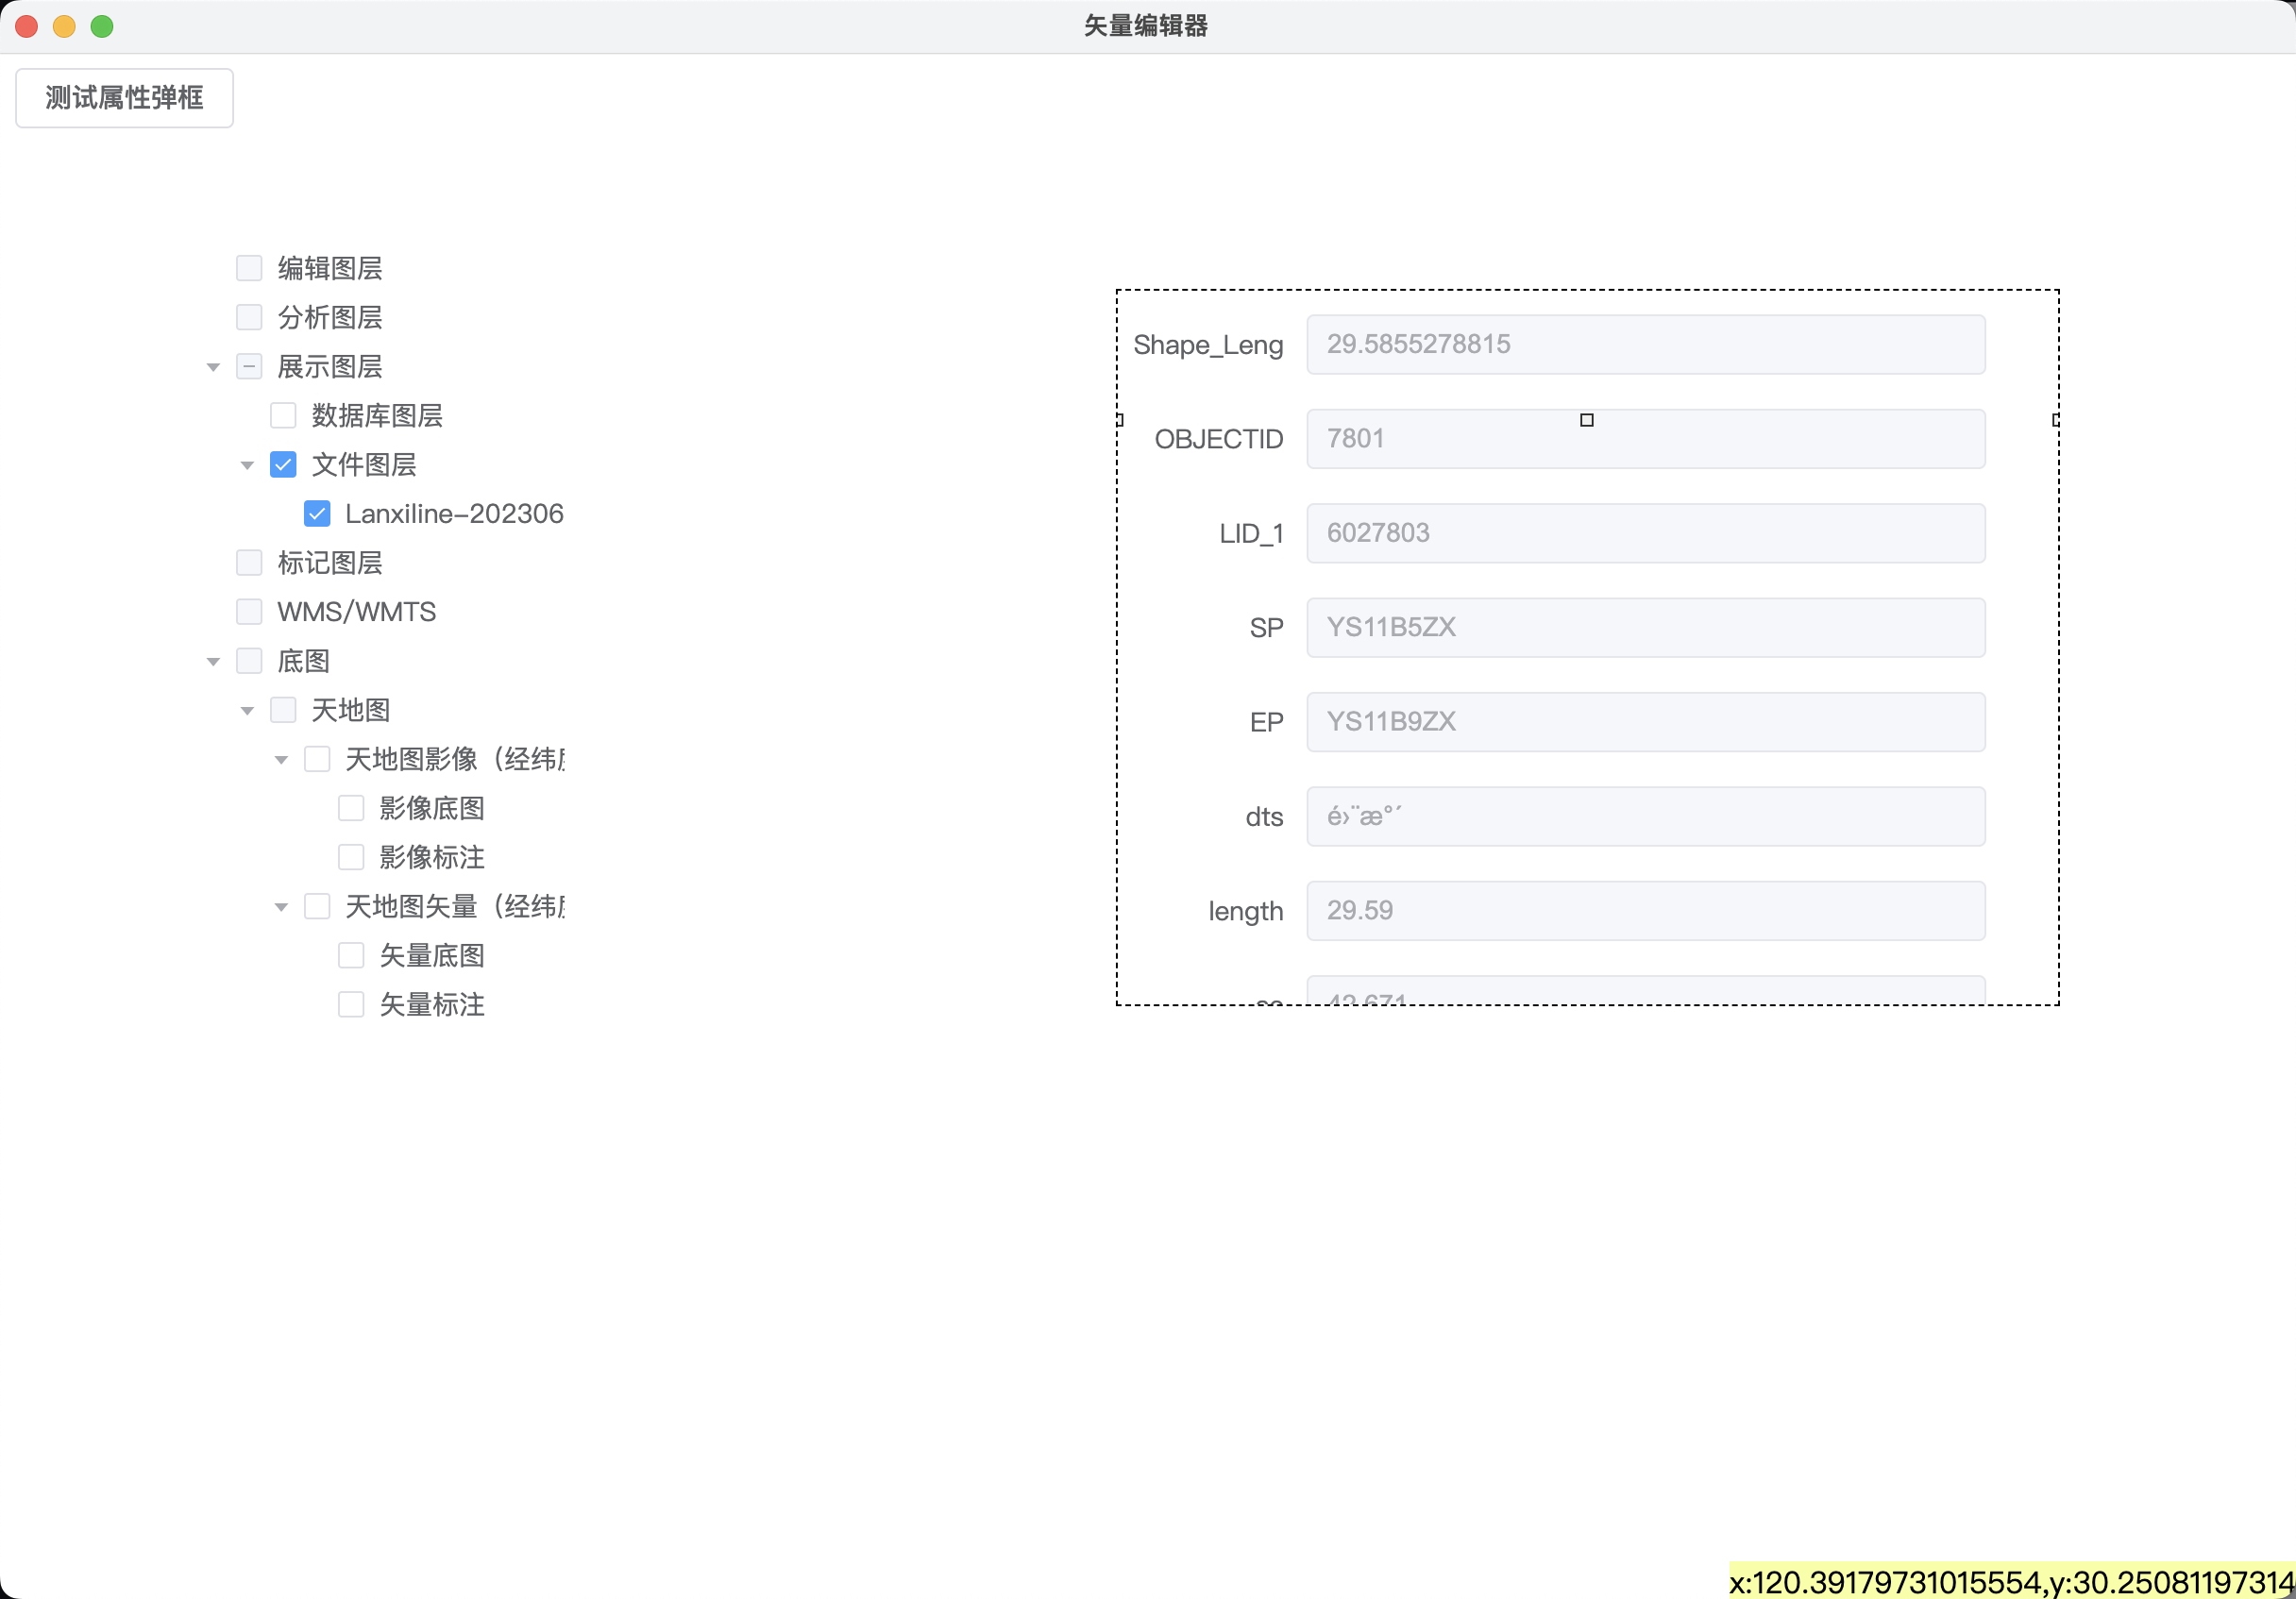 矢量编辑器
测试属性弹框
编辑图层
分析图层
展示图层
数据库图层
文件图层
Lanxiline-202306
标记图层
WMS/WMTS
底图
天地图
天地图影像（经纬
影像底图
影像标注
天地图矢量（经纬
矢量底图
矢量标注
Shape_Leng 29.5855278815
OBJECTID 7801
LID_1 6027803
SP YS11B5ZX
EP YS11B9ZX
dts é›¨æ°´
length 29.59
42.671
x:120.39179731015554,y:30.25081197314